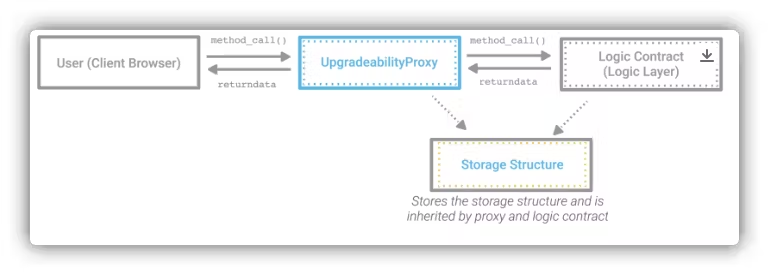 method_call()
method_call()
User (Client Browser)
UpgradeabilityProxy
Logic Contract
(Logic Layer)
returndata
returndata
Storage Structure
Stores the storage structure and is
inherited by proxy and logic contract